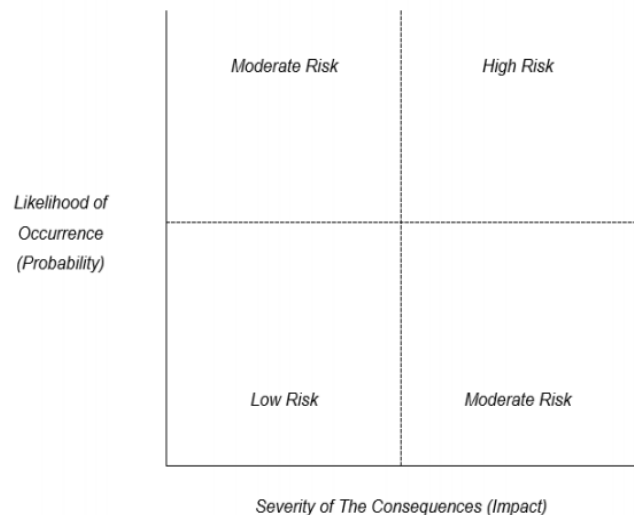 Moderate Risk
High Risk
Likelihood of
Occurrence
(Probability)
Low Risk
Moderate Risk
Severity of The Consequences (Impact)